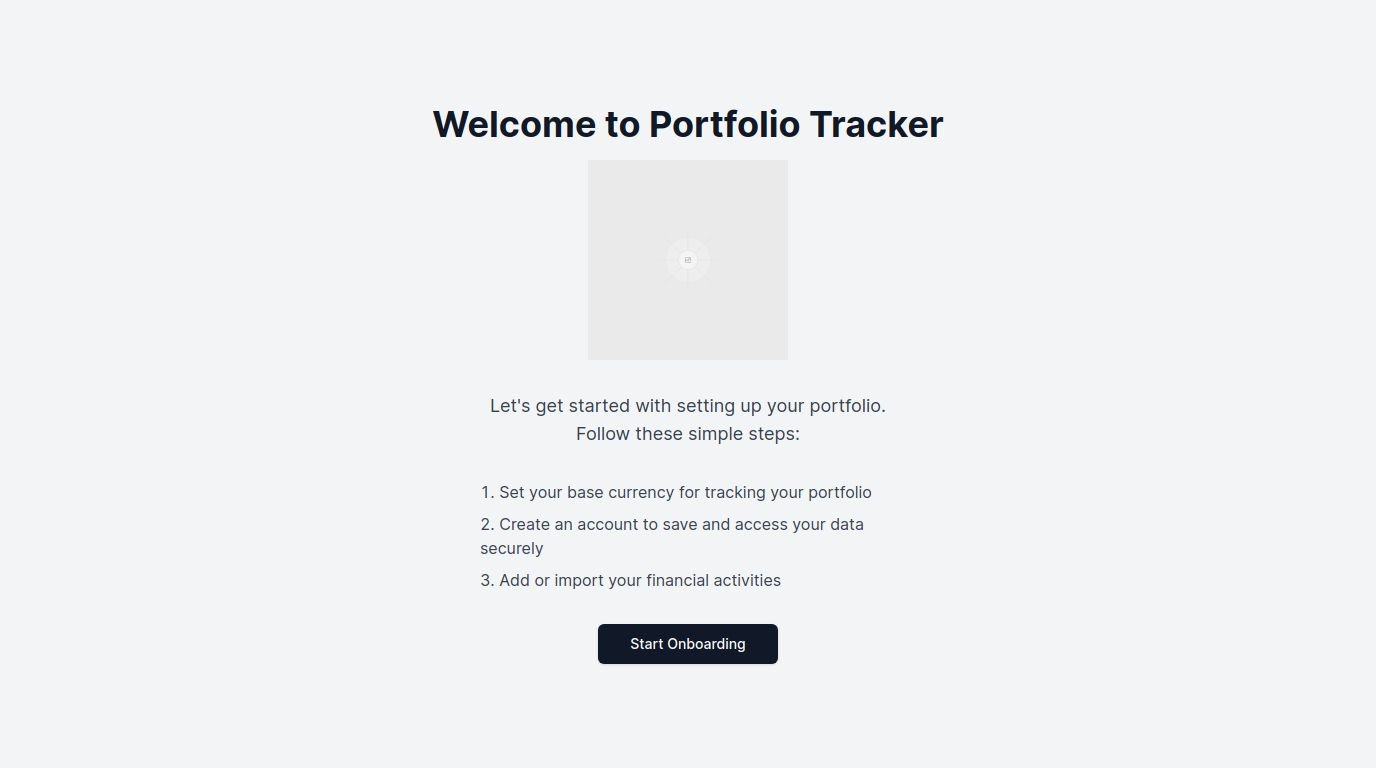 Welcome to Portfolio Tracker
Let's get started with setting up your portfolio.
Follow these simple steps:
1. Set your base currency for tracking your portfolio
2. Create an account to save and access your data
securely
3. Add or import your financial activities
Start Onboarding